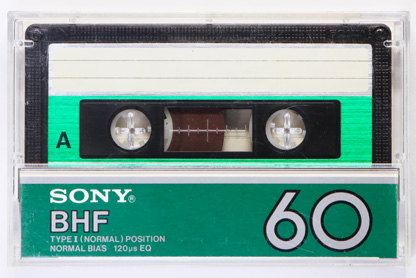 A
SONY®
BHF
60
TYPE I (NORMAL) POSITION
NORMAL BIAS 120μs EQ